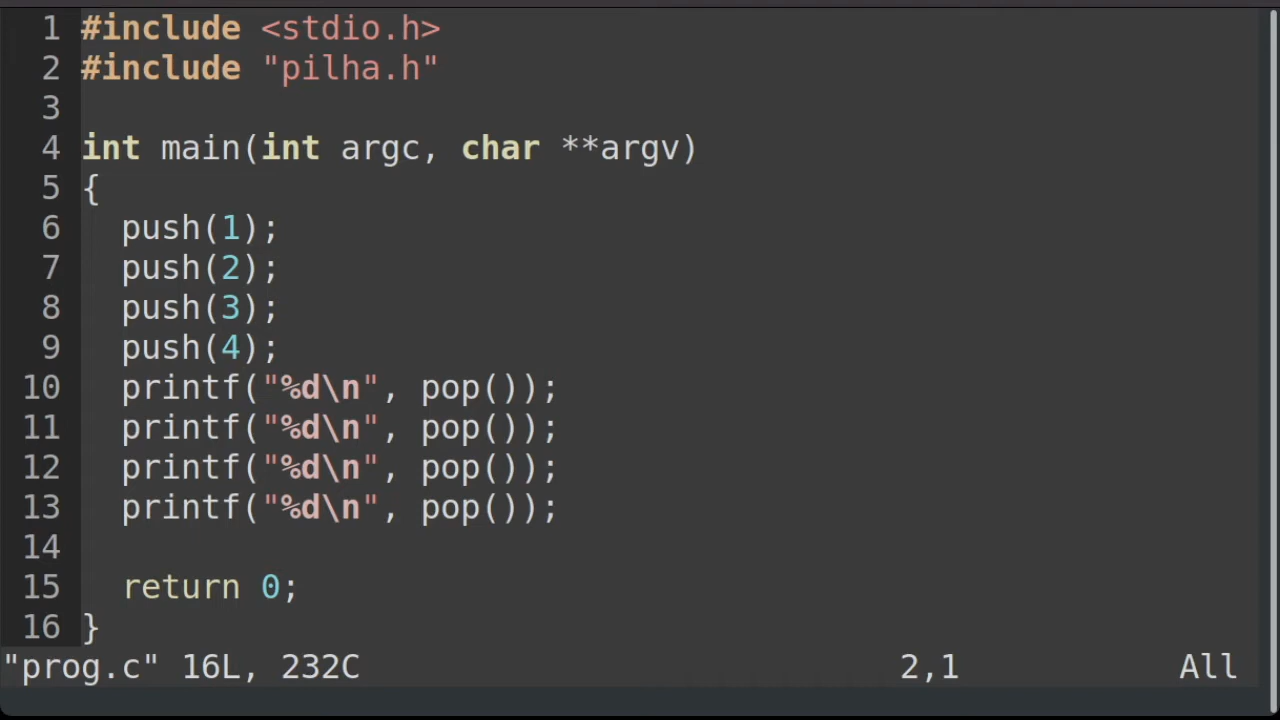 1 #include <stdio.h>
2 #include "pilha.h"
3
4 int main(int argc, char **argv)
5 {
6   push(1);
7   push(2);
8   push(3);
9   push(4);
10   printf("%d\n", pop());
11   printf("%d\n", pop());
12   printf("%d\n", pop());
13   printf("%d\n", pop());
14
15   return 0;
16 }
"prog.c" 16L, 232C 2,1 All